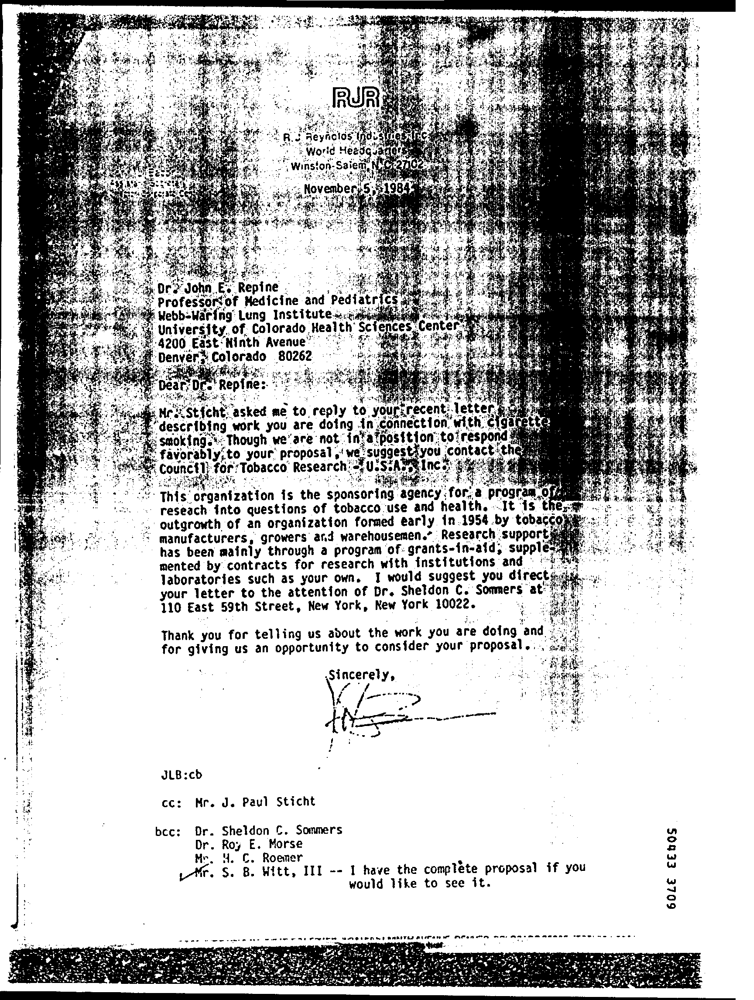 RJR
R. J. Reynolds Industries, Inc.
World Headquarters
Winston-Salem, N.C. 27102
November 5, 1984
Dr. John E. Repine
Professor of Medicine and Pediatrics
Webb-Waring Lung Institute
University of Colorado Health Sciences Center
4200 East Ninth Avenue
Denver, Colorado 80262
Dear Dr. Repine:
Mr. Sticht asked me to reply to your recent letter
describing work you are doing in connection with cigarette
smoking. Though we are not in a position to respond
favorably to your proposal, we suggest you contact the
Council for Tobacco Research - U.S.A., Inc.
This organization is the sponsoring agency for a program of
reseach into questions of tobacco use and health. It is the
outgrowth of an organization formed early in 1954 by tobacco
manufacturers, growers and warehousemen. Research support
has been mainly through a program of grants-in-aid, supple-
mented by contracts for research with institutions and
laboratories such as your own. I would suggest you direct
your letter to the attention of Dr. Sheldon C. Sommers at
110 East 59th Street, New York, New York 10022.
Thank you for telling us about the work you are doing and
for giving us an opportunity to consider your proposal.
Sincerely,
JLB:cb
cc: Mr. J. Paul Sticht
bcc: Dr. Sheldon C. Sommers
Dr. Roy E. Morse
Mr. H. C. Roemer
Mr. S. B. Witt, III -- I have the complete proposal if you
would like to see it.
50433 3709